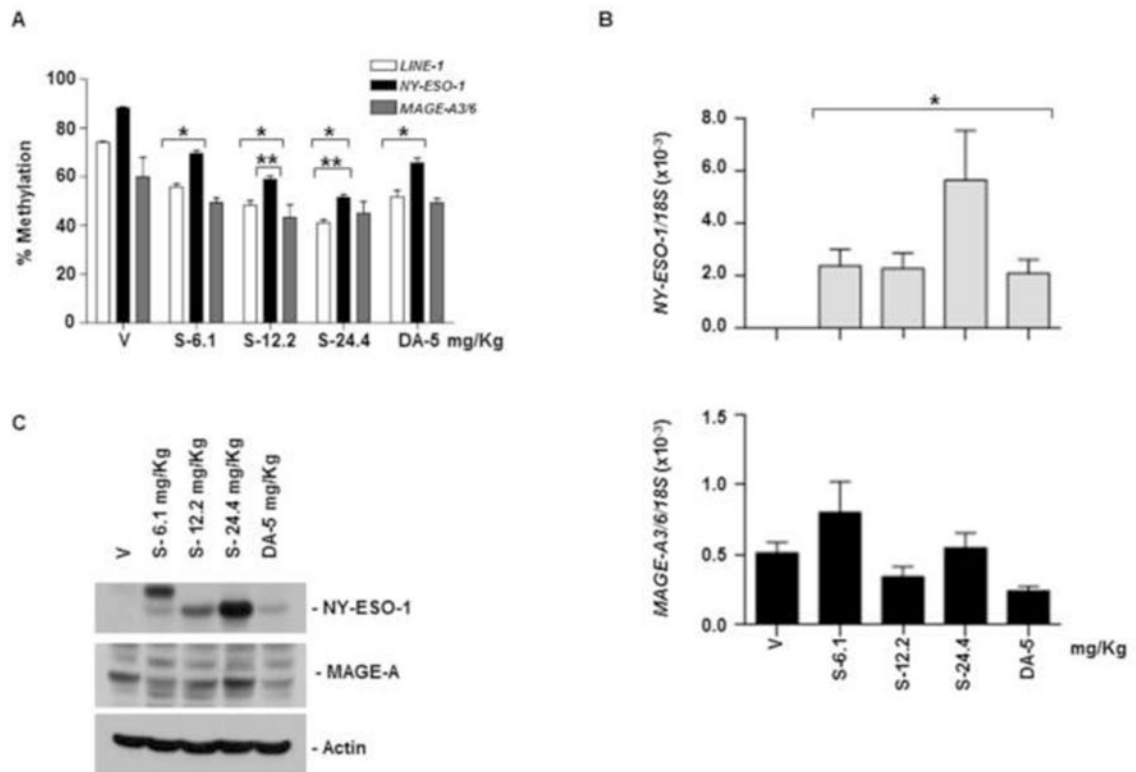 A
LINE-1
NY-ESO-1
MAGE-A3/6
% Methylation
100
80
60
40
20
0
* * * *
** **
V S-6.1 S-12.2 S-24.4 DA-5 mg/Kg
B
*
NY-ESO-1/18S (x10-3)
8.0
6.0
4.0
2.0
0.0
MAGE-A3/6/18S (x10-3)
1.5
1.0
0.5
0.0
V S-6.1 S-12.2 S-24.4 DA-5 mg/Kg
C
V S- 6.1 mg/Kg S- 12.2 mg/Kg S- 24.4 mg/Kg DA-5 mg/Kg
- NY-ESO-1
- MAGE-A
- Actin